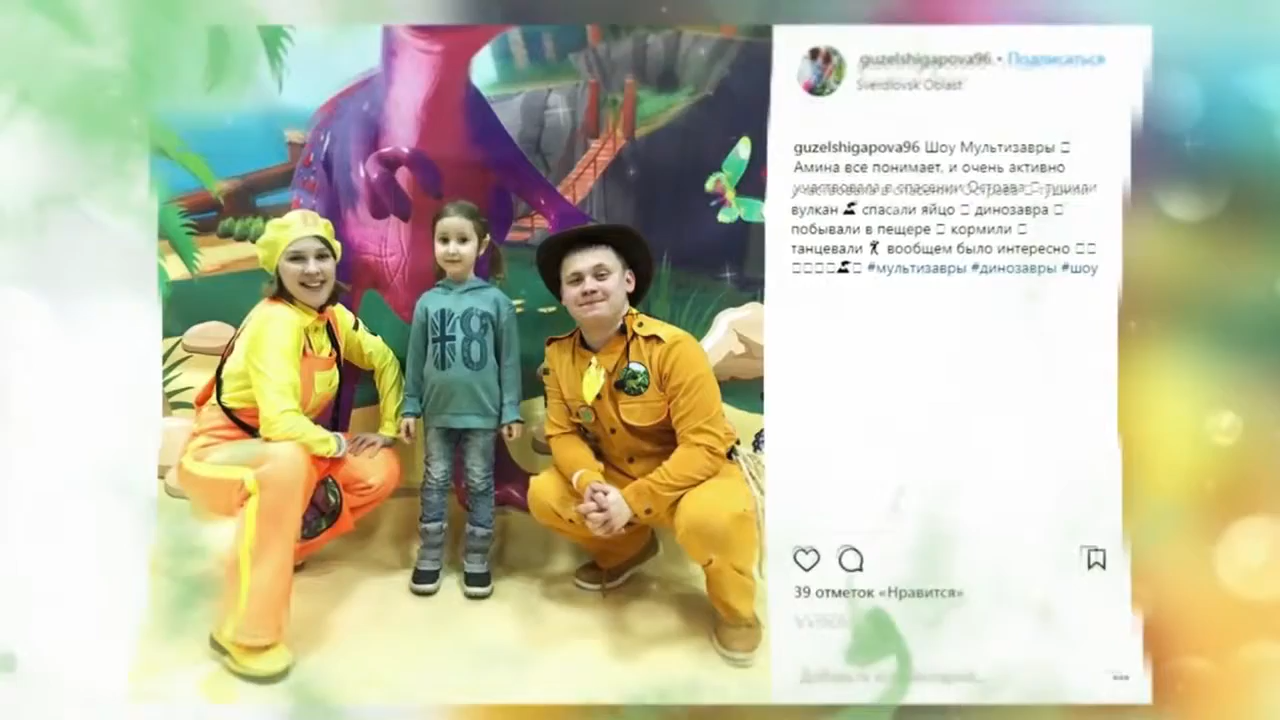 guzelshigapova96 • Подписаться
Sverdlovsk Oblast
guzelshigapova96 Шоу Мультизавры
Амина все понимает, и очень активно
участвовала в спасении Острова тушили
вулкан спасали яйцо динозавра
побывали в пещере кормили
танцевали вообщем было интересно
#мультизавры #динозавры #шоу
39 отметок «Нравится»
8